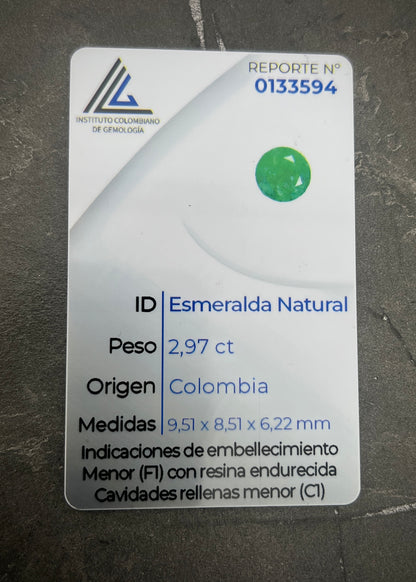 INSTITUTO COLOMBIANO
DE GEMOLOGÍA
REPORTE N°
0133594
ID Esmeralda Natural
Peso 2,97 ct
Origen Colombia
Medidas 9,51 x 8,51 x 6,22 mm
Indicaciones de embellecimiento
Menor (F1) con resina endurecida
Cavidades rellenas menor (C1)